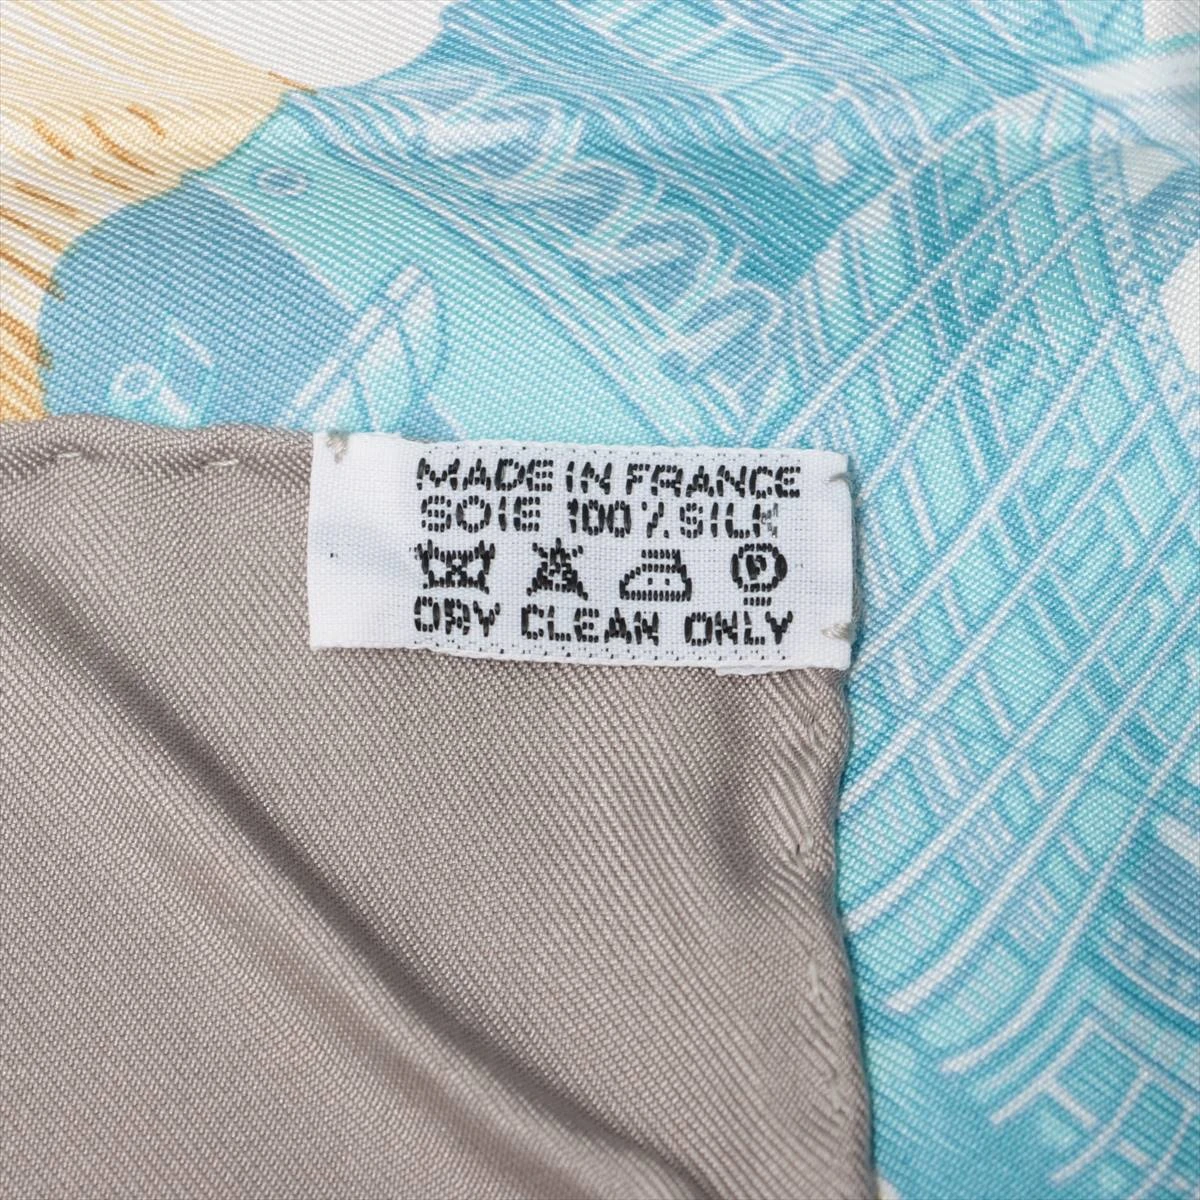 MADE IN FRANCE
SOIE 100% SILK
P
DRY CLEAN ONLY